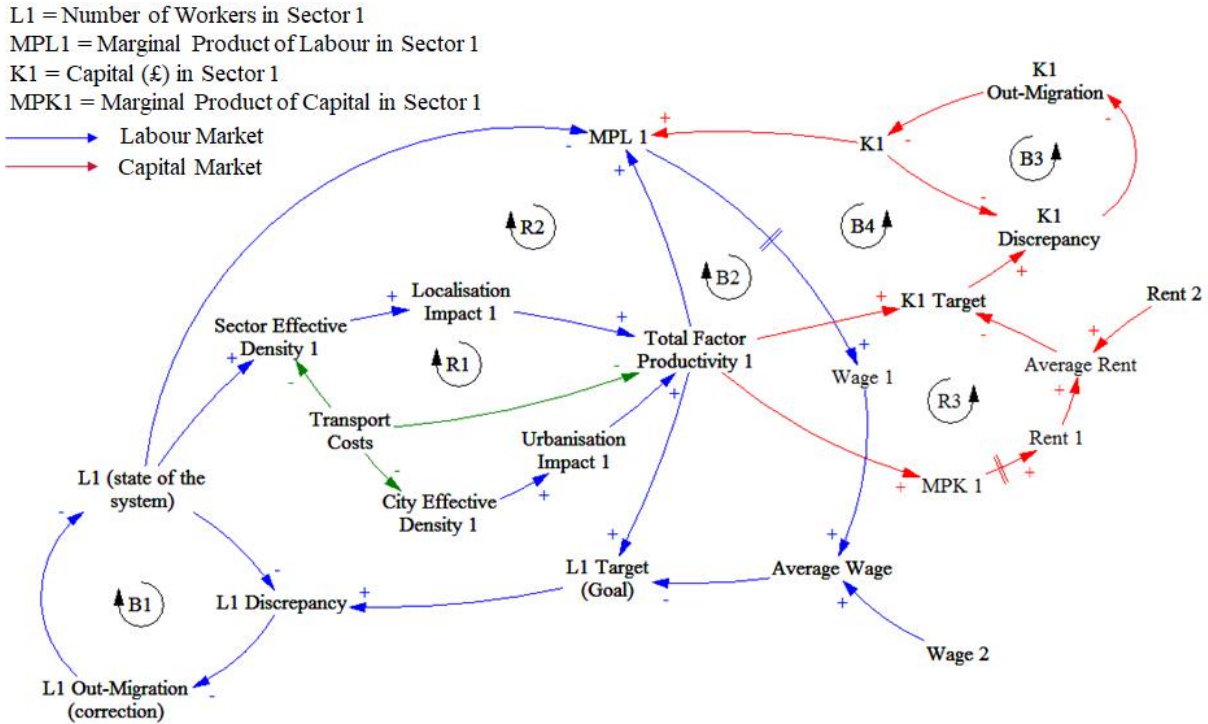 L1 = Number of Workers in Sector 1
MPL1 = Marginal Product of Labour in Sector 1
K1 = Capital (£) in Sector 1
MPK1 = Marginal Product of Capital in Sector 1
Labour Market
Capital Market
K1
Out-Migration
-
MPL 1
+
-
+
K1
-
B3
-
K1
Discrepancy
+
R2
B4
B2
Localisation
Impact 1
+
Sector Effective
Density 1
+
-
+
Total Factor
Productivity 1
-
+
+
K1 Target
-
Rent 2
+
Average Rent
+
R1
Transport
Costs
-
+
Wage 1
R3
Rent 1
+
Urbanisation
Impact 1
+
MPK 1
+
City Effective
Density 1
L1 (state of the
system)
-
-
L1 Discrepancy
+
+
L1 Target
(Goal)
-
+
Average Wage
+
Wage 2
B1
L1 Out-Migration
(correction)
-